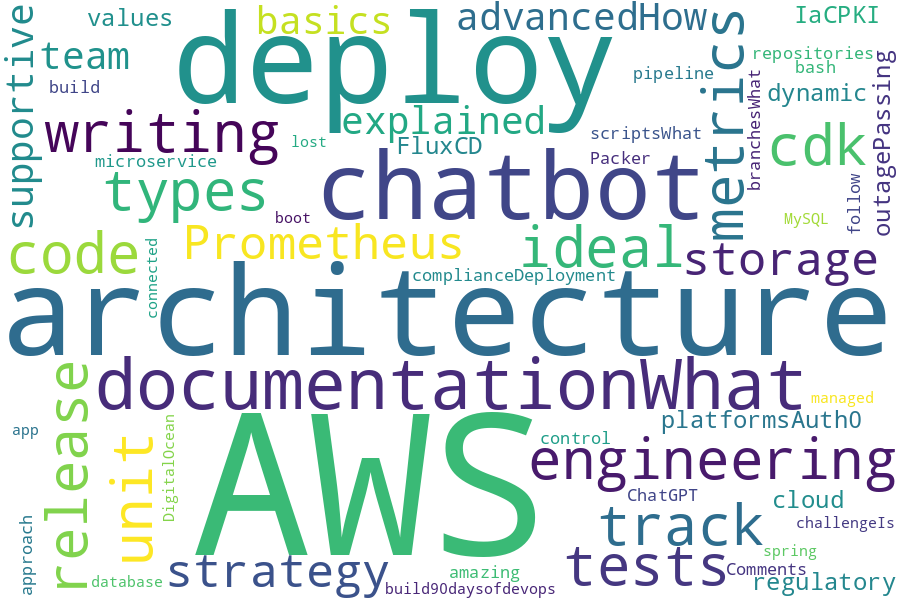 supportive
values
team
build
deploy
basics
advancedHow
metrics
IaCPKI
repositories
bash
pipeline
dynamic
outagePassing
writing
explained
lost
FluxCD
scriptsWhat
branchesWhat
cdk
microservice
Packer
types
boot
chatbot
follow
MySQL
code
connected
Prometheus
ideal
storage
complianceDeployment
architecture
documentationWhat
managed
release
app
unit
DigitalOcean
AWS
control
platformsAuthO
engineering
ChatGPT
cloud
track
challengeIs
approach
database
strategy
amazing
build90daysofdevops
tests
Comments
spring
regulatory